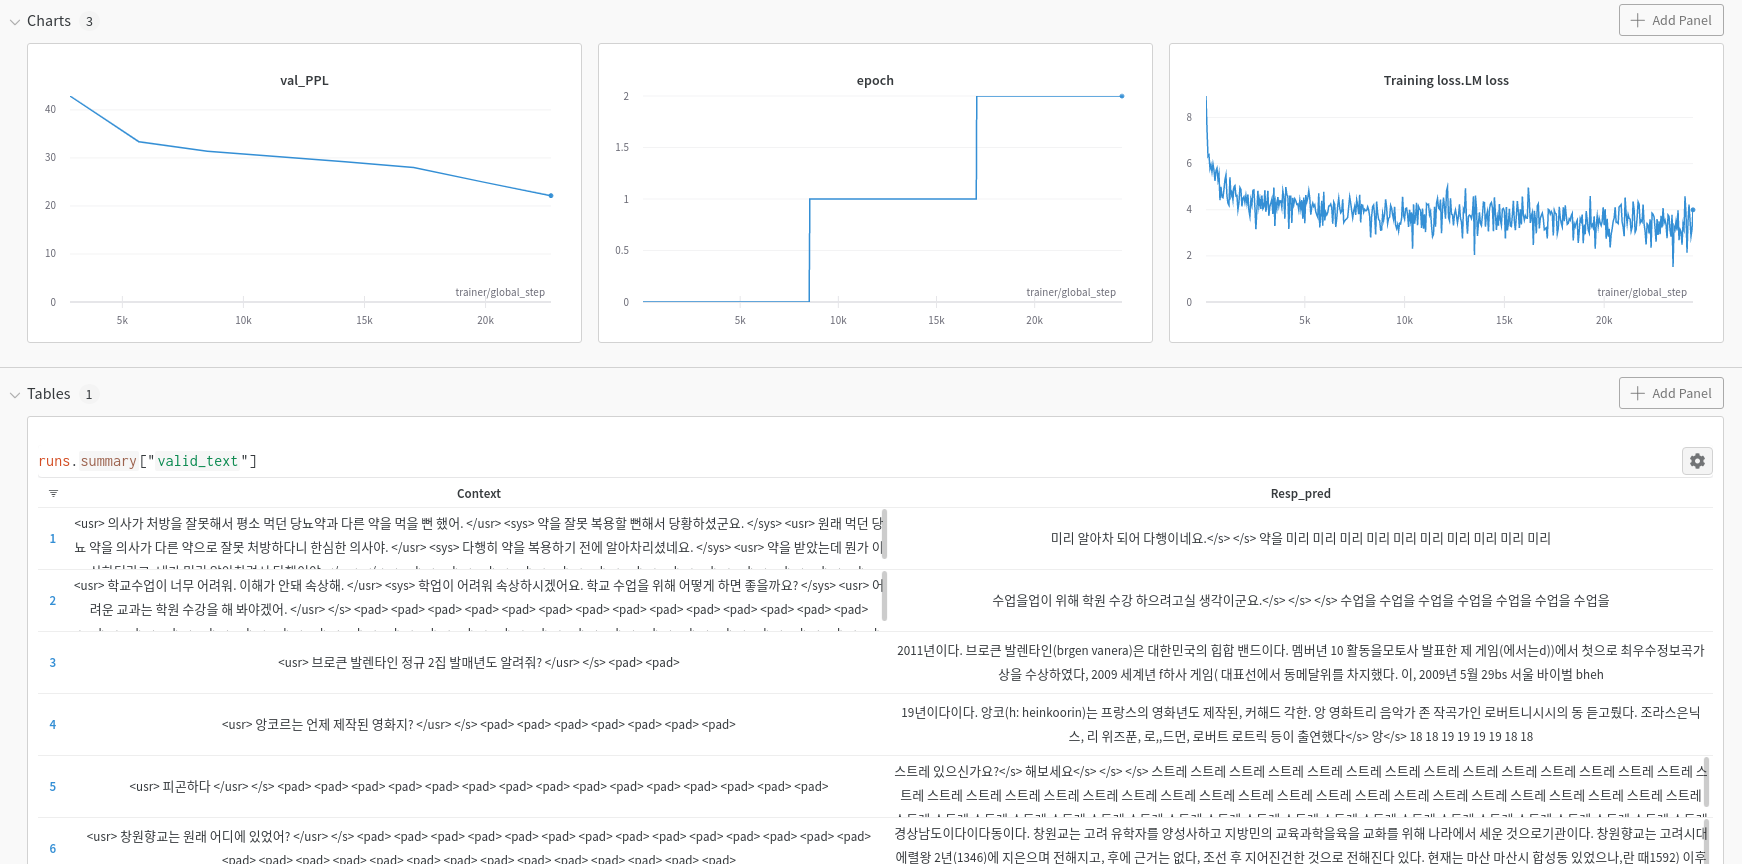 Charts 3
Add Panel
val_PPL
40
30
20
10
0
trainer/global_step
5k 10k 15k 20k
epoch
2
1.5
1
0.5
0
trainer/global_step
5k 10k 15k 20k
Training loss.LM loss
8
6
4
2
0
trainer/global_step
5k 10k 15k 20k
Tables 1
Add Panel
runs.summary["valid_text"]
Context Resp_pred
1
<usr> 의사가 처방을 잘못해서 평소 먹던 당뇨약과 다른 약을 먹을 뻔 했어. </usr> <sys> 약을 잘못 복용할 뻔해서 당황하셨군요. </sys> <usr> 원래 먹던 당
뇨 약을 의사가 다른 약으로 잘못 처방하다니 한심한 의사야. </usr> <sys> 다행히 약을 복용하기 전에 알아차리셨네요. </sys> <usr> 약을 받았는데 뭔가 이
미리 알아차 되어 다행이네요.</s> </s> 약을 미리 미리 미리 미리 미리 미리 미리 미리 미리 미리
2
<usr> 학교수업이 너무 어려워. 이해가 안돼 속상해. </usr> <sys> 학업이 어려워 속상하시겠어요. 학교 수업을 위해 어떻게 하면 좋을까요? </sys> <usr> 어
려운 교과는 학원 수강을 해 봐야겠어. </usr> </s> <pad> <pad> <pad> <pad> <pad> <pad> <pad> <pad> <pad> <pad> <pad> <pad> <pad>
수업을업이 위해 학원 수강 하으려고실 생각이군요.</s> </s> </s> 수업을 수업을 수업을 수업을 수업을 수업을 수업을
3
<usr> 브로큰 발렌타인 정규 2집 발매년도 알려줘? </usr> </s> <pad> <pad>
2011년이다. 브로큰 발렌타인(brgen vanera)은 대한민국의 힙합 밴드이다. 멤버년 10 활동을모토사 발표한 제 게임(에서는d))에서 첫으로 최우수정보곡가
상을 수상하였다, 2009 세계년 f하사 게임( 대표선에서 동메달위를 차지했다. 이, 2009년 5월 29bs 서울 바이벌 bheh
4
<usr> 앙코르는 언제 제작된 영화지? </usr> </s> <pad> <pad> <pad> <pad> <pad> <pad> <pad>
19년이다이다. 앙코(h: heinkoorin)는 프랑스의 영화년도 제작된, 커해드 각한. 앙 영화트리 음악가 존 작곡가인 로버트니시시의 동 듣고퉜다. 조라스은닉
스, 리 위즈푼, 로,,드먼, 로버트 로트릭 등이 출연했다</s> 앙</s> 18 18 19 19 19 19 18 18
5
<usr> 피곤하다 </usr> </s> <pad> <pad> <pad> <pad> <pad> <pad> <pad> <pad> <pad> <pad> <pad> <pad> <pad> <pad> <pad>
스트레 있으신가요?</s> 해보세요</s> </s> </s> 스트레 스트레 스트레 스트레 스트레 스트레 스트레 스트레 스트레 스트레 스트레 스트레 스트레 스트레 스
트레 스트레 스트레 스트레 스트레 스트레 스트레 스트레 스트레 스트레 스트레 스트레 스트레 스트레 스트레 스트레 스트레 스트레 스트레 스트레 스트레
6
<usr> 창원향교는 원래 어디에 있었어? </usr> </s> <pad> <pad> <pad> <pad> <pad> <pad> <pad> <pad> <pad> <pad> <pad> <pad> <pad> <pad>
<pad> <pad> <pad> <pad> <pad> <pad> <pad> <pad> <pad> <pad> <pad> <pad> <pad> <pad>
경상남도이다이다동이다. 창원교는 고려 유학자를 양성사하고 지방민의 교육과학을육을 교화를 위해 나라에서 세운 것으로기관이다. 창원향교는 고려시대
에렬왕 2년(1346)에 지은으며 전해지고, 후에 근거는 없다, 조선 후 지어진건한 것으로 전해진다 있다. 현재는 마산 마산시 합성동 있었으나,란 때1592) 이후